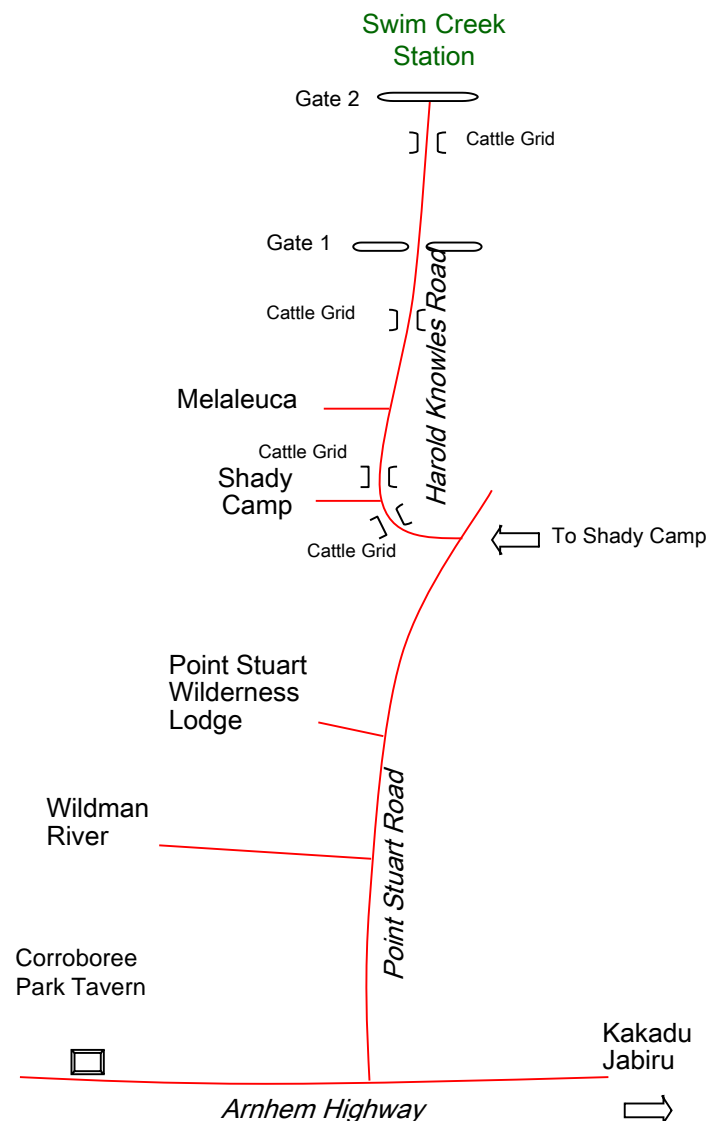 Swim Creek
Station
Gate 2
Cattle Grid
Gate 1
Cattle Grid
Harold Knowles Road
Melaleuca
Cattle Grid
Shady
Camp
Cattle Grid
To Shady Camp
Point Stuart
Wilderness
Lodge
Point Stuart Road
Wildman
River
Corroboree
Park Tavern
Kakadu
Jabiru
Arnhem Highway